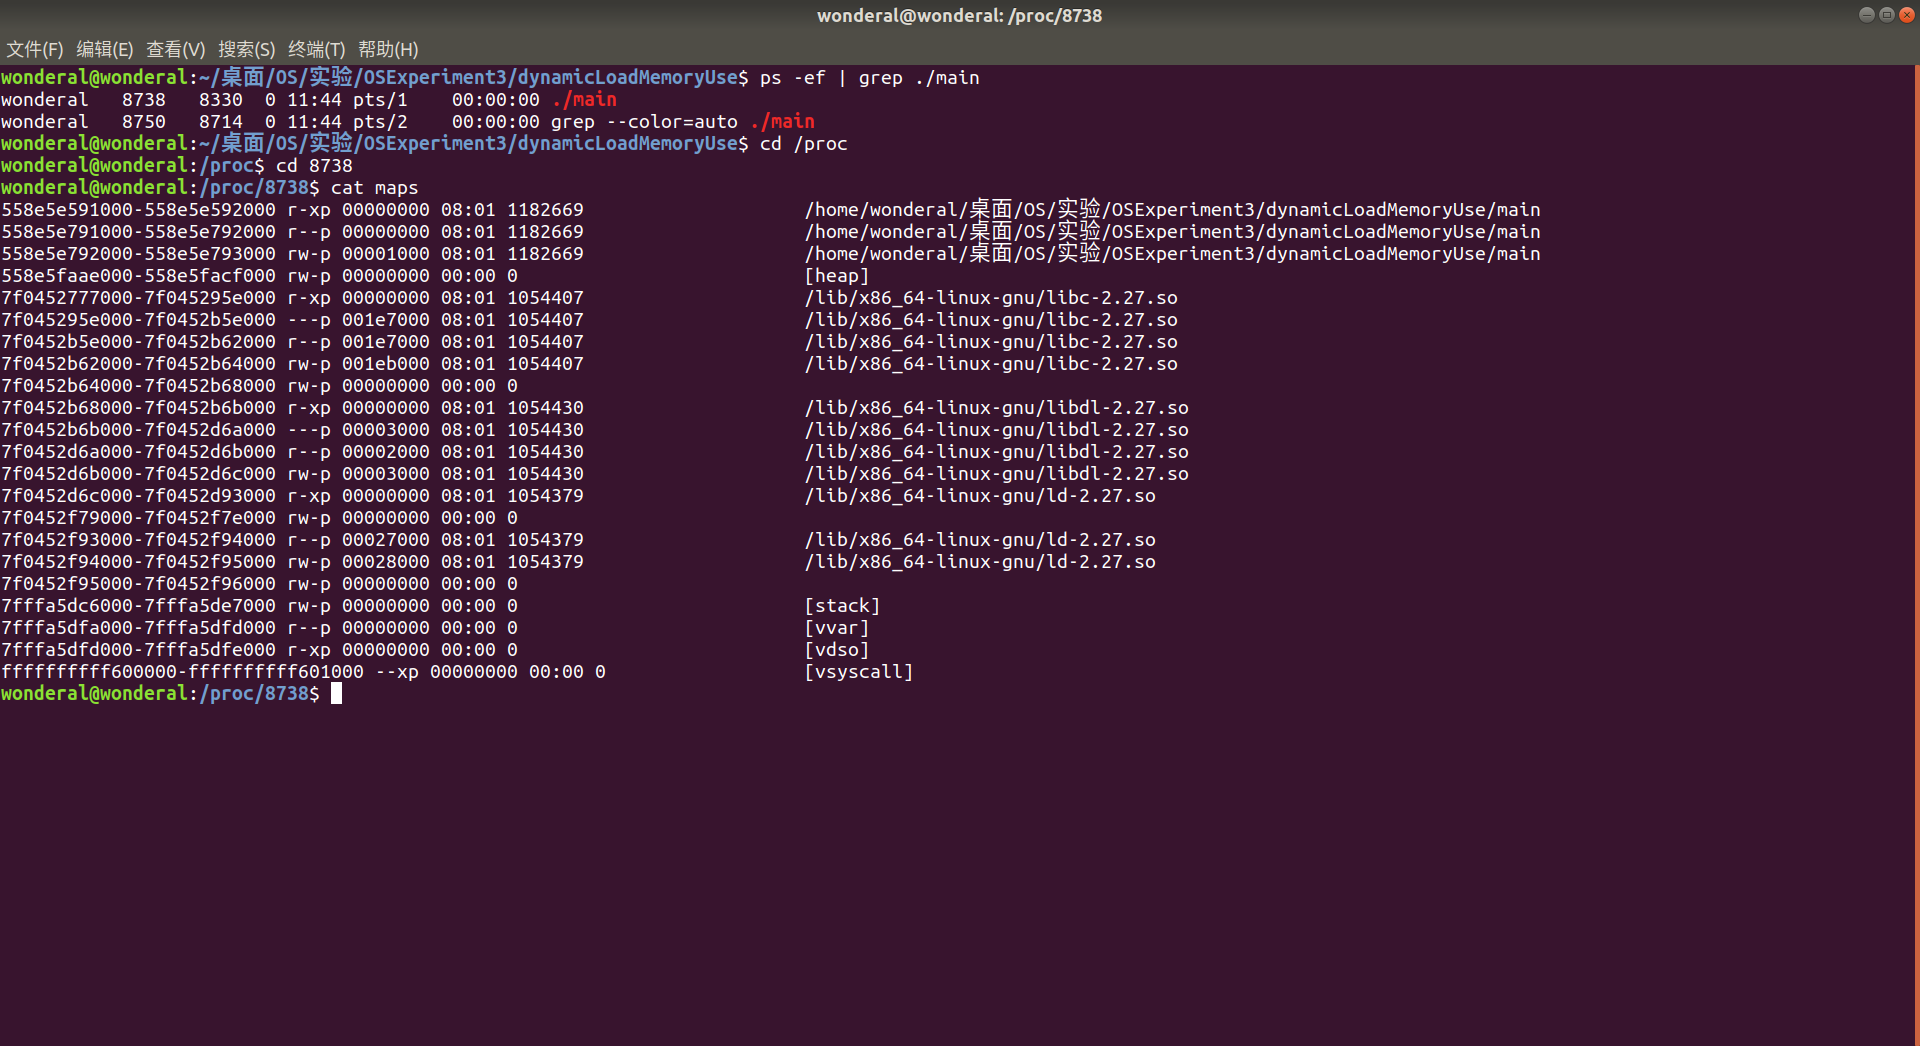 wonderal@wonderal: /proc/8738
文件(F) 编辑(E) 查看(V) 搜索(S) 终端(T) 帮助(H)
wonderal@wonderal:~/桌面/OS/实验/OSExperiment3/dynamicLoadMemoryUse$ ps -ef | grep ./main
wonderal   8738   8330  0 11:44 pts/1    00:00:00 ./main
wonderal   8750   8714  0 11:44 pts/2    00:00:00 grep --color=auto ./main
wonderal@wonderal:~/桌面/OS/实验/OSExperiment3/dynamicLoadMemoryUse$ cd /proc
wonderal@wonderal:/proc$ cd 8738
wonderal@wonderal:/proc/8738$ cat maps
558e5e591000-558e5e592000 r-xp 00000000 08:01 1182669                    /home/wonderal/桌面/OS/实验/OSExperiment3/dynamicLoadMemoryUse/main
558e5e791000-558e5e792000 r--p 00000000 08:01 1182669                    /home/wonderal/桌面/OS/实验/OSExperiment3/dynamicLoadMemoryUse/main
558e5e792000-558e5e793000 rw-p 00001000 08:01 1182669                    /home/wonderal/桌面/OS/实验/OSExperiment3/dynamicLoadMemoryUse/main
558e5faae000-558e5facf000 rw-p 00000000 00:00 0                          [heap]
7f0452777000-7f045295e000 r-xp 00000000 08:01 1054407                    /lib/x86_64-linux-gnu/libc-2.27.so
7f045295e000-7f0452b5e000 ---p 001e7000 08:01 1054407                    /lib/x86_64-linux-gnu/libc-2.27.so
7f0452b5e000-7f0452b62000 r--p 001e7000 08:01 1054407                    /lib/x86_64-linux-gnu/libc-2.27.so
7f0452b62000-7f0452b64000 rw-p 001eb000 08:01 1054407                    /lib/x86_64-linux-gnu/libc-2.27.so
7f0452b64000-7f0452b68000 rw-p 00000000 00:00 0
7f0452b68000-7f0452b6b000 r-xp 00000000 08:01 1054430                    /lib/x86_64-linux-gnu/libdl-2.27.so
7f0452b6b000-7f0452d6a000 ---p 00003000 08:01 1054430                    /lib/x86_64-linux-gnu/libdl-2.27.so
7f0452d6a000-7f0452d6b000 r--p 00002000 08:01 1054430                    /lib/x86_64-linux-gnu/libdl-2.27.so
7f0452d6b000-7f0452d6c000 rw-p 00003000 08:01 1054430                    /lib/x86_64-linux-gnu/libdl-2.27.so
7f0452d6c000-7f0452d93000 r-xp 00000000 08:01 1054379                    /lib/x86_64-linux-gnu/ld-2.27.so
7f0452f79000-7f0452f7e000 rw-p 00000000 00:00 0
7f0452f93000-7f0452f94000 r--p 00027000 08:01 1054379                    /lib/x86_64-linux-gnu/ld-2.27.so
7f0452f94000-7f0452f95000 rw-p 00028000 08:01 1054379                    /lib/x86_64-linux-gnu/ld-2.27.so
7f0452f95000-7f0452f96000 rw-p 00000000 00:00 0
7fffa5dc6000-7fffa5de7000 rw-p 00000000 00:00 0                          [stack]
7fffa5dfa000-7fffa5dfd000 r--p 00000000 00:00 0                          [vvar]
7fffa5dfd000-7fffa5dfe000 r-xp 00000000 00:00 0                          [vdso]
ffffffffff600000-ffffffffff601000 --xp 00000000 00:00 0                  [vsyscall]
wonderal@wonderal:/proc/8738$